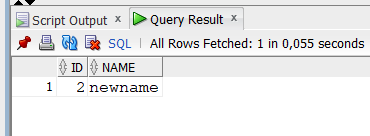 Script Output x Query Result x
SQL | All Rows Fetched: 1 in 0,055 seconds
ID NAME
1 2 newname